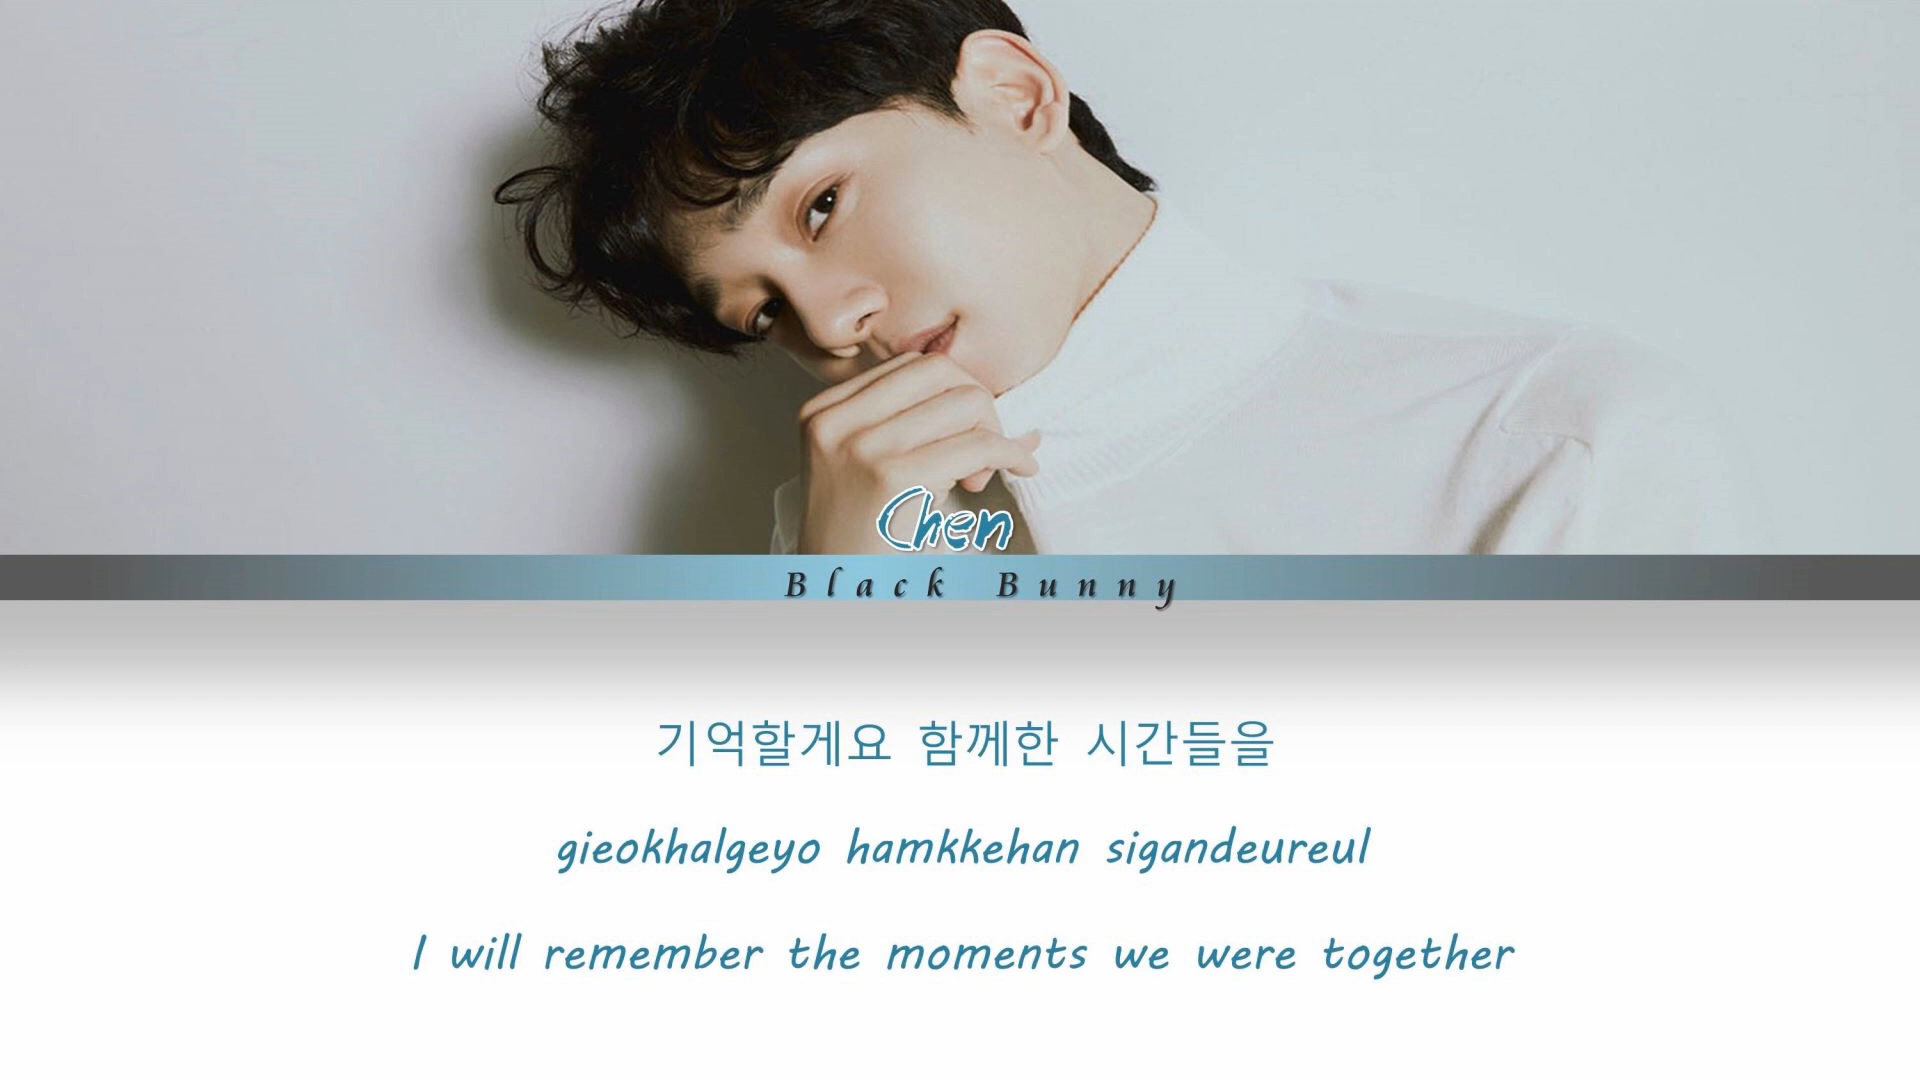 Chen
Black Bunny
기억할게요 함께한 시간들을
gieokhalgeyo hamkkehan sigandeureul
I will remember the moments we were together